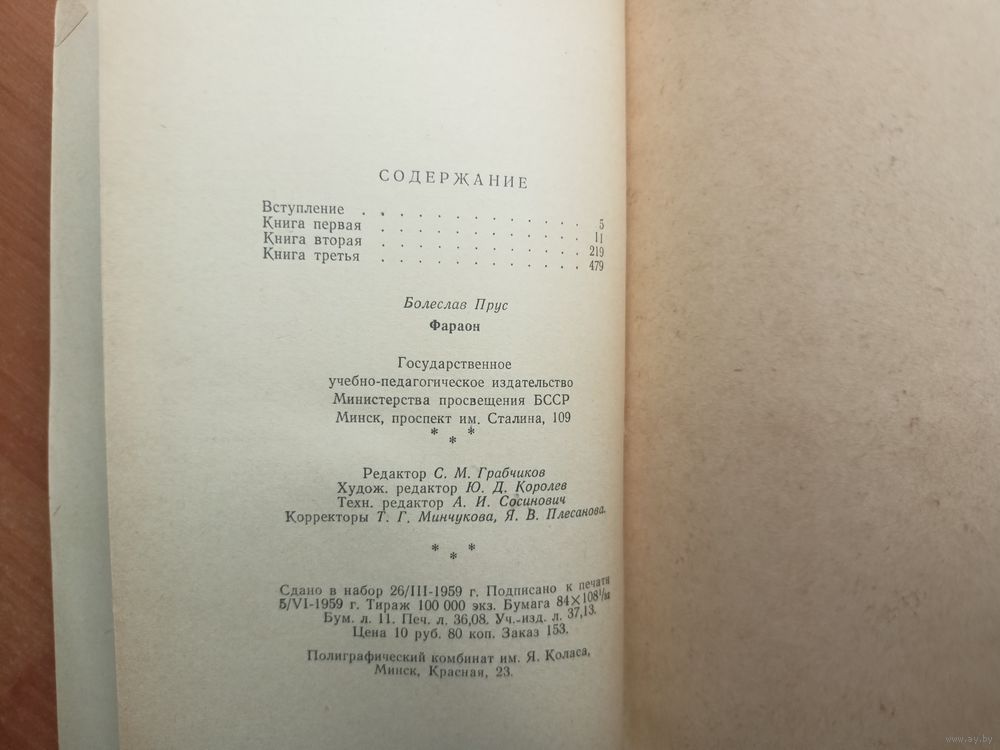 СОДЕРЖАНИЕ
Вступление . . . . . . . . . . . . . 5
Книга первая . . . . . . . . . . . . 11
Книга вторая . . . . . . . . . . . . 219
Книга третья . . . . . . . . . . . . 479
Болеслав Прус
Фараон
Государственное
учебно-педагогическое издательство
Министерства просвещения БССР
Минск, проспект им. Сталина, 109
* * *
Редактор С. М. Грабчиков
Худож. редактор Ю. Д. Королев
Техн. редактор А. И. Сосинович
Корректоры Т. Г. Минчукова, Я. В. Плесанова.
* * *
Сдано в набор 26/III-1959 г. Подписано к печати
5/VI-1959 г. Тираж 100 000 экз. Бумага 84×108
Бум. л. 11. Печ. л. 36,08. Уч.-изд. л. 37,13.
Цена 10 руб. 80 коп. Заказ 153.
Полиграфический комбинат им. Я. Коласа,
Минск, Красная, 23.
www.ay.by